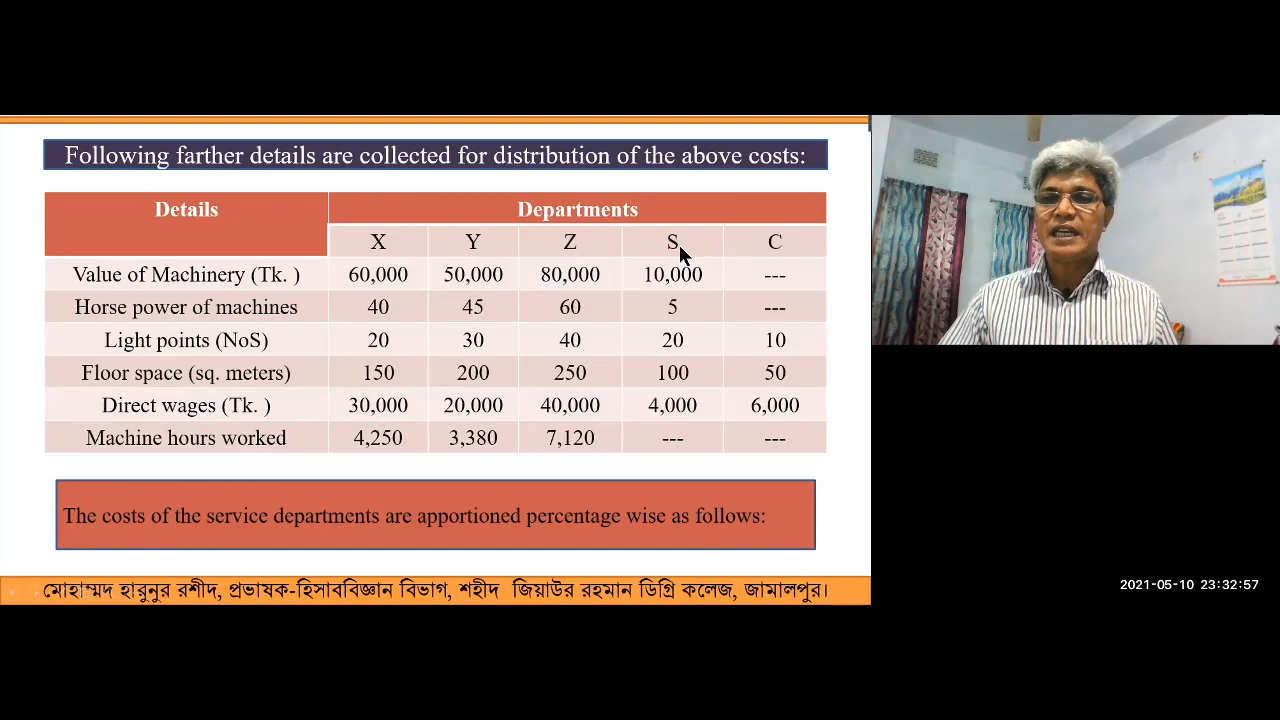 Following farther details are collected for distribution of the above costs:
Details Departments
X Y Z S C
Value of Machinery (Tk. ) 60,000 50,000 80,000 10,000 ---
Horse power of machines 40 45 60 5 ---
Light points (NoS) 20 30 40 20 10
Floor space (sq. meters) 150 200 250 100 50
Direct wages (Tk. ) 30,000 20,000 40,000 4,000 6,000
Machine hours worked 4,250 3,380 7,120 --- ---
The costs of the service departments are apportioned percentage wise as follows:
মোহাম্মদ হারুনুর রশীদ, প্রভাষক-হিসাববিজ্ঞান বিভাগ, শহীদ জিয়াউর রহমান ডিগ্রি কলেজ, জামালপুর।
2021-05-10 23:32:57